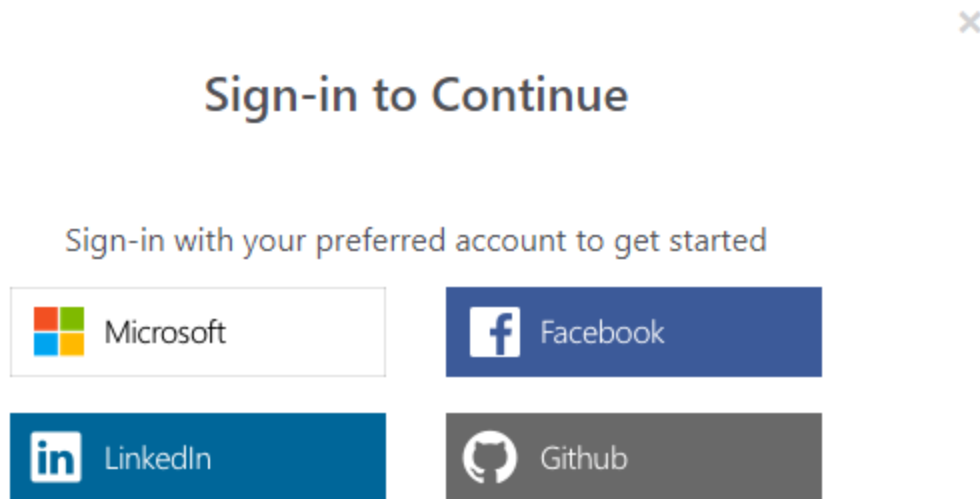 Sign-in to Continue
Sign-in with your preferred account to get started
Microsoft
Facebook
LinkedIn
Github